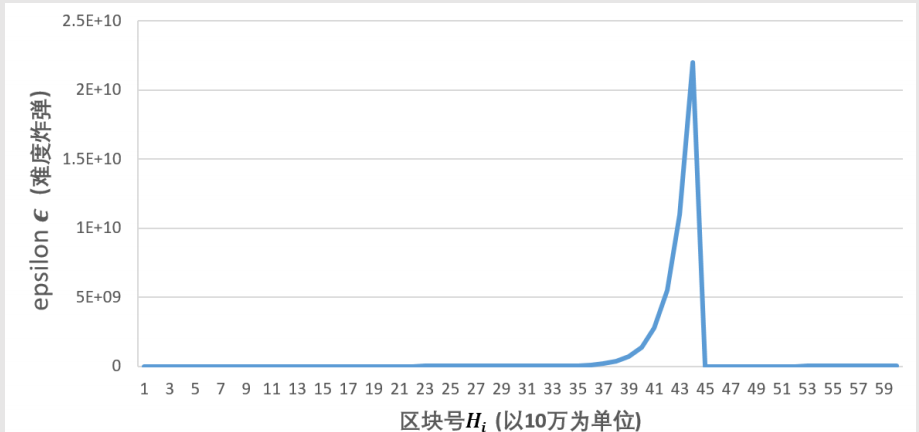 2.5E+10
2E+10
1.5E+10
1E+10
5E+09
0
epsilon ϵ (难度炸弹)
1 3 5 7 9 11 13 15 17 19 21 23 25 27 29 31 33 35 37 39 41 43 45 47 49 51 53 55 57 59
区块号Hᵢ (以10万为单位)